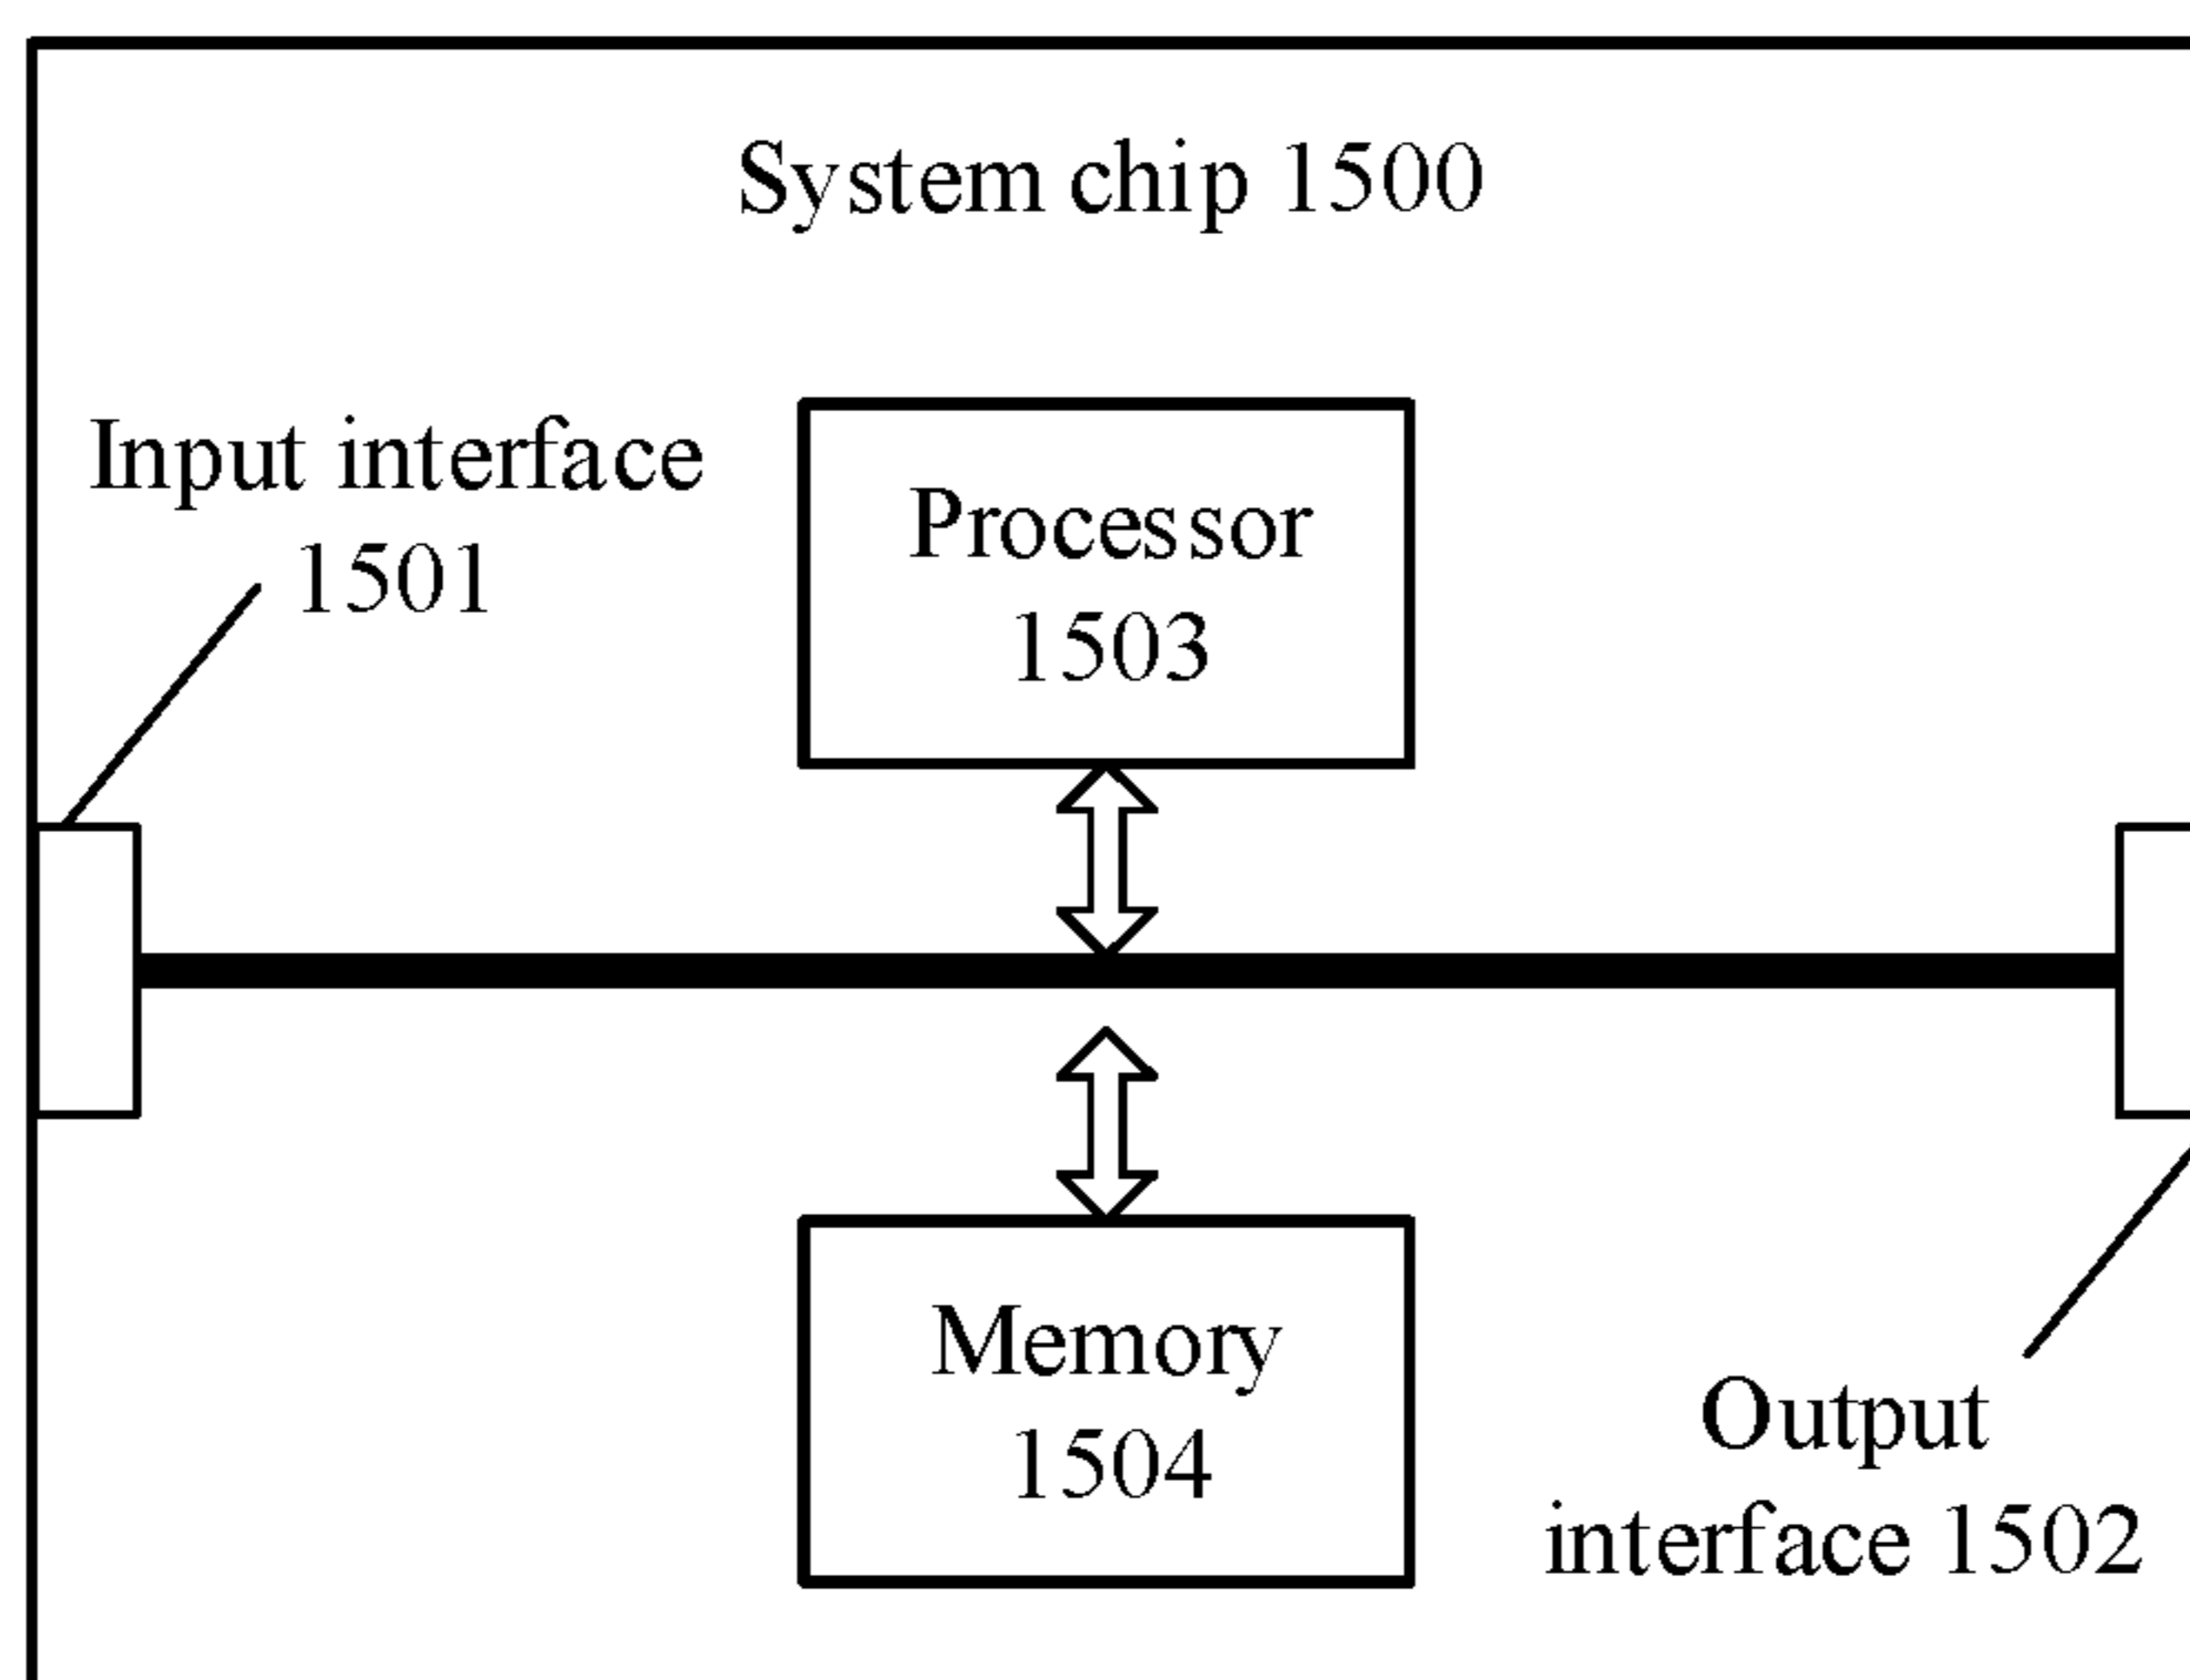 System chip 1500
Input interface
1501
Processor
1503
Memory
1504
Output
interface 1502